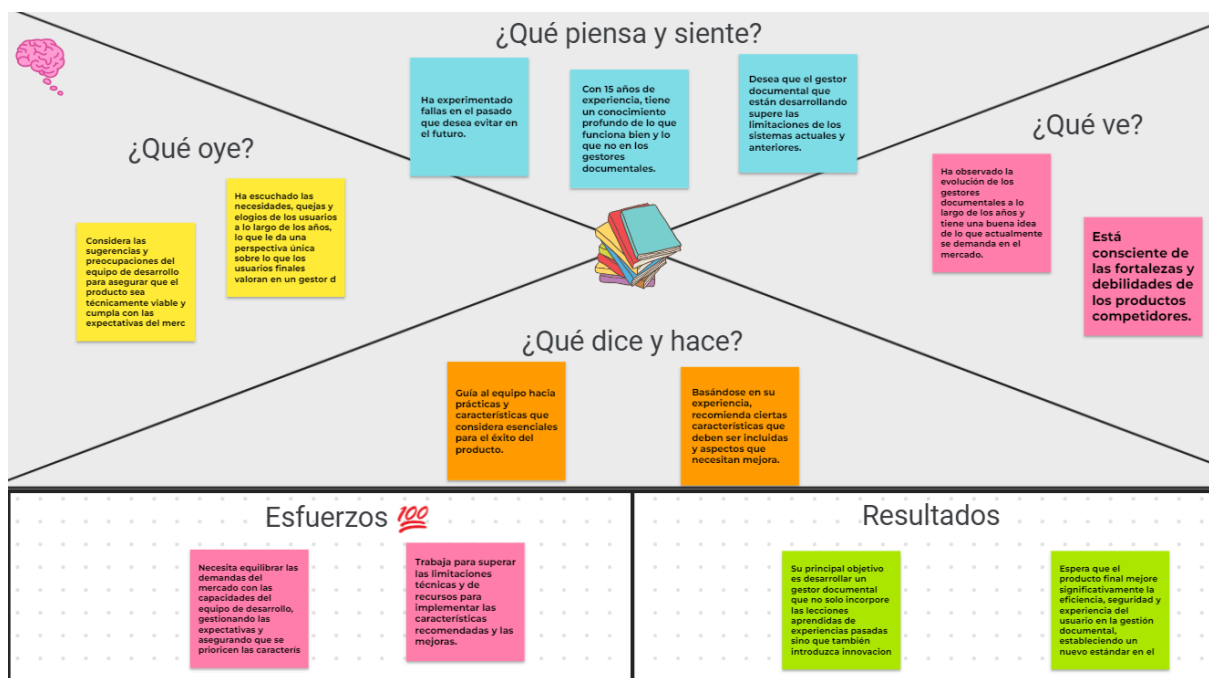 ¿Qué piensa y siente?
Ha experimentado
fallas en el pasado
que desea evitar en
el futuro.
Con 15 años de
experiencia, tiene
un conocimiento
profundo de lo que
funciona bien y lo
que no en los
gestores
documentales.
Desea que el gestor
documental que
están desarrollando
supere las
limitaciones de los
sistemas actuales y
anteriores.
¿Qué oye?
Considera las
sugerencias y
preocupaciones del
equipo de desarrollo
para asegurar que el
producto sea
técnicamente viable y
cumpla con las
expectativas del merc
Ha escuchado las
necesidades, quejas y
elogios de los usuarios
a lo largo de los años,
lo que le da una
perspectiva única
sobre lo que los
usuarios finales
valoran en un gestor d
¿Qué ve?
Ha observado la
evolución de los
gestores
documentales a lo
largo de los años y
tiene una buena idea
de lo que actualmente
se demanda en el
mercado.
Está
consciente de
las fortalezas y
debilidades de
los productos
competidores.
¿Qué dice y hace?
Guía al equipo hacia
prácticas y
características que
considera esenciales
para el éxito del
producto.
Basándose en su
experiencia,
recomienda ciertas
características que
deben ser incluidas
y aspectos que
necesitan mejora.
Esfuerzos 💯
Necesita equilibrar las
demandas del
mercado con las
capacidades del
equipo de desarrollo,
gestionando las
expectativas y
asegurando que se
prioricen las caracterís
Trabaja para superar
las limitaciones
técnicas y de
recursos para
implementar las
características
recomendadas y las
mejoras.
Resultados
Su principal objetivo
es desarrollar un
gestor documental
que no solo incorpore
las lecciones
aprendidas de
experiencias pasadas
sino que también
introduzca innovacion
Espera que el
producto final mejore
significativamente la
eficiencia, seguridad y
experiencia del
usuario en la gestión
documental,
estableciendo un
nuevo estándar en el